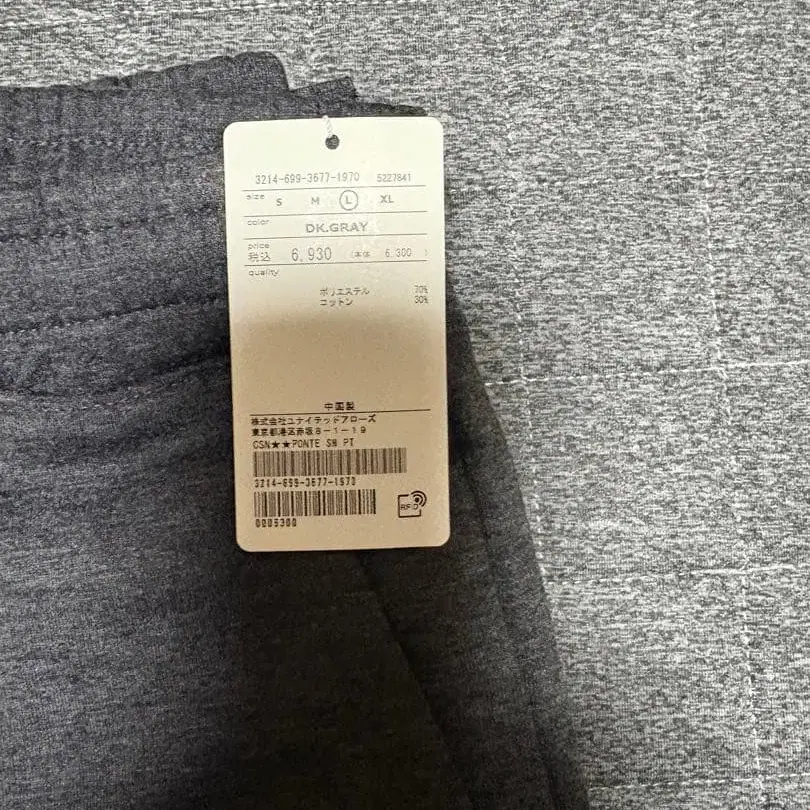 3214-699-3677-1970 5227841
size S M L XL
color
DK.GRAY
price
税込 6,930 (本体 6,300 )
quality
ポリエステル 70%
コットン 30%
中国製
株式会社ユナイテッドアローズ
東京都港区赤坂8-1-19
CSN★★PONTE SM PT
3214-699-3677-1970
0006300
RFID